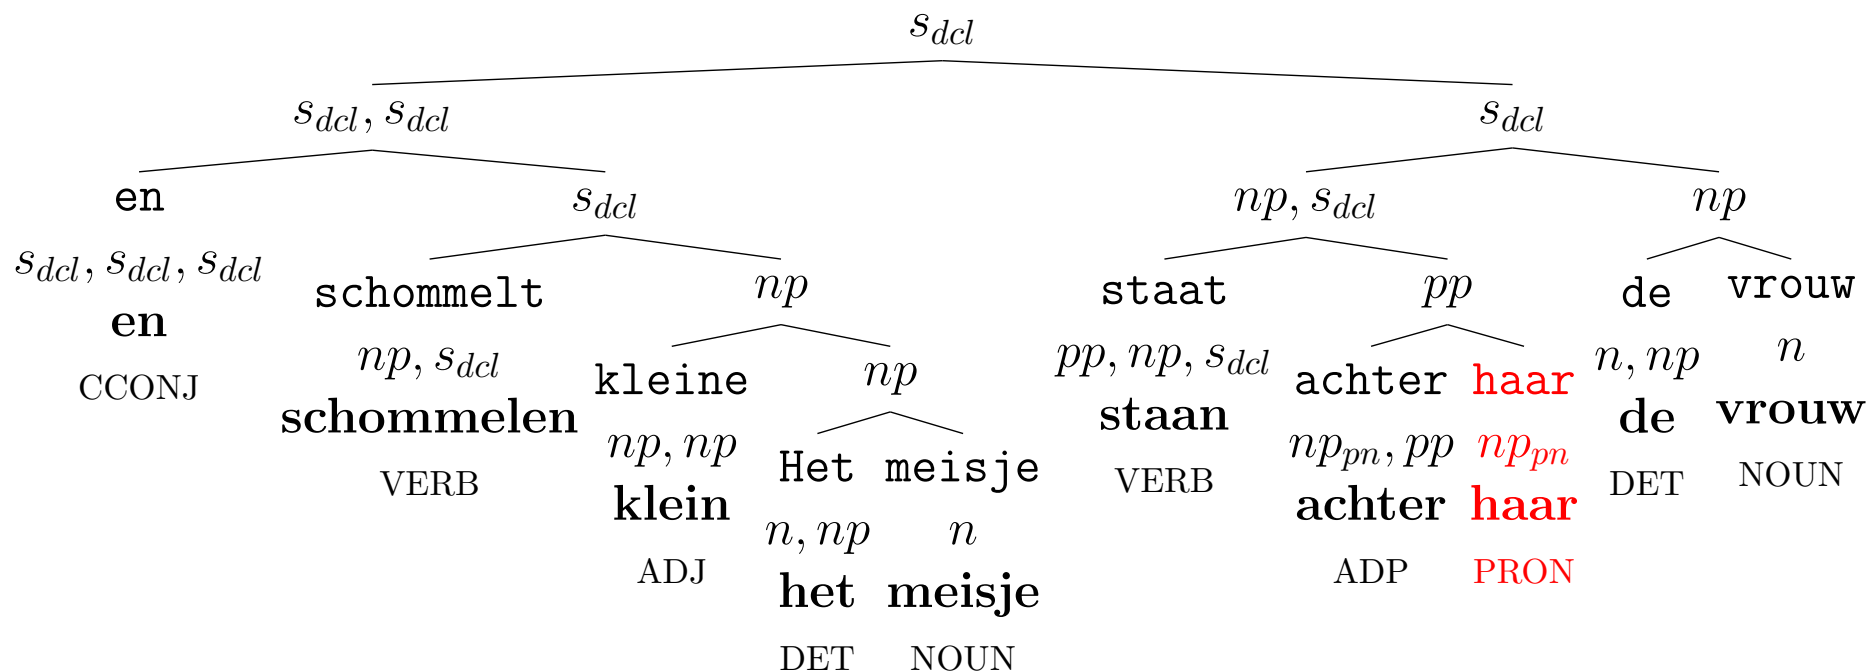 s_dcl
s_dcl, s_dcl s_dcl
en s_dcl np, s_dcl np
s_dcl, s_dcl, s_dcl schommelt np staat pp de vrouw
en np, s_dcl pp, np, s_dcl n, np n
CCONJ schommelen kleine np staan achter haar de vrouw
VERB np, np Het meisje VERB np_pn, pp np_pn DET NOUN
klein n, np n achter haar
ADJ het meisje ADP PRON
DET NOUN